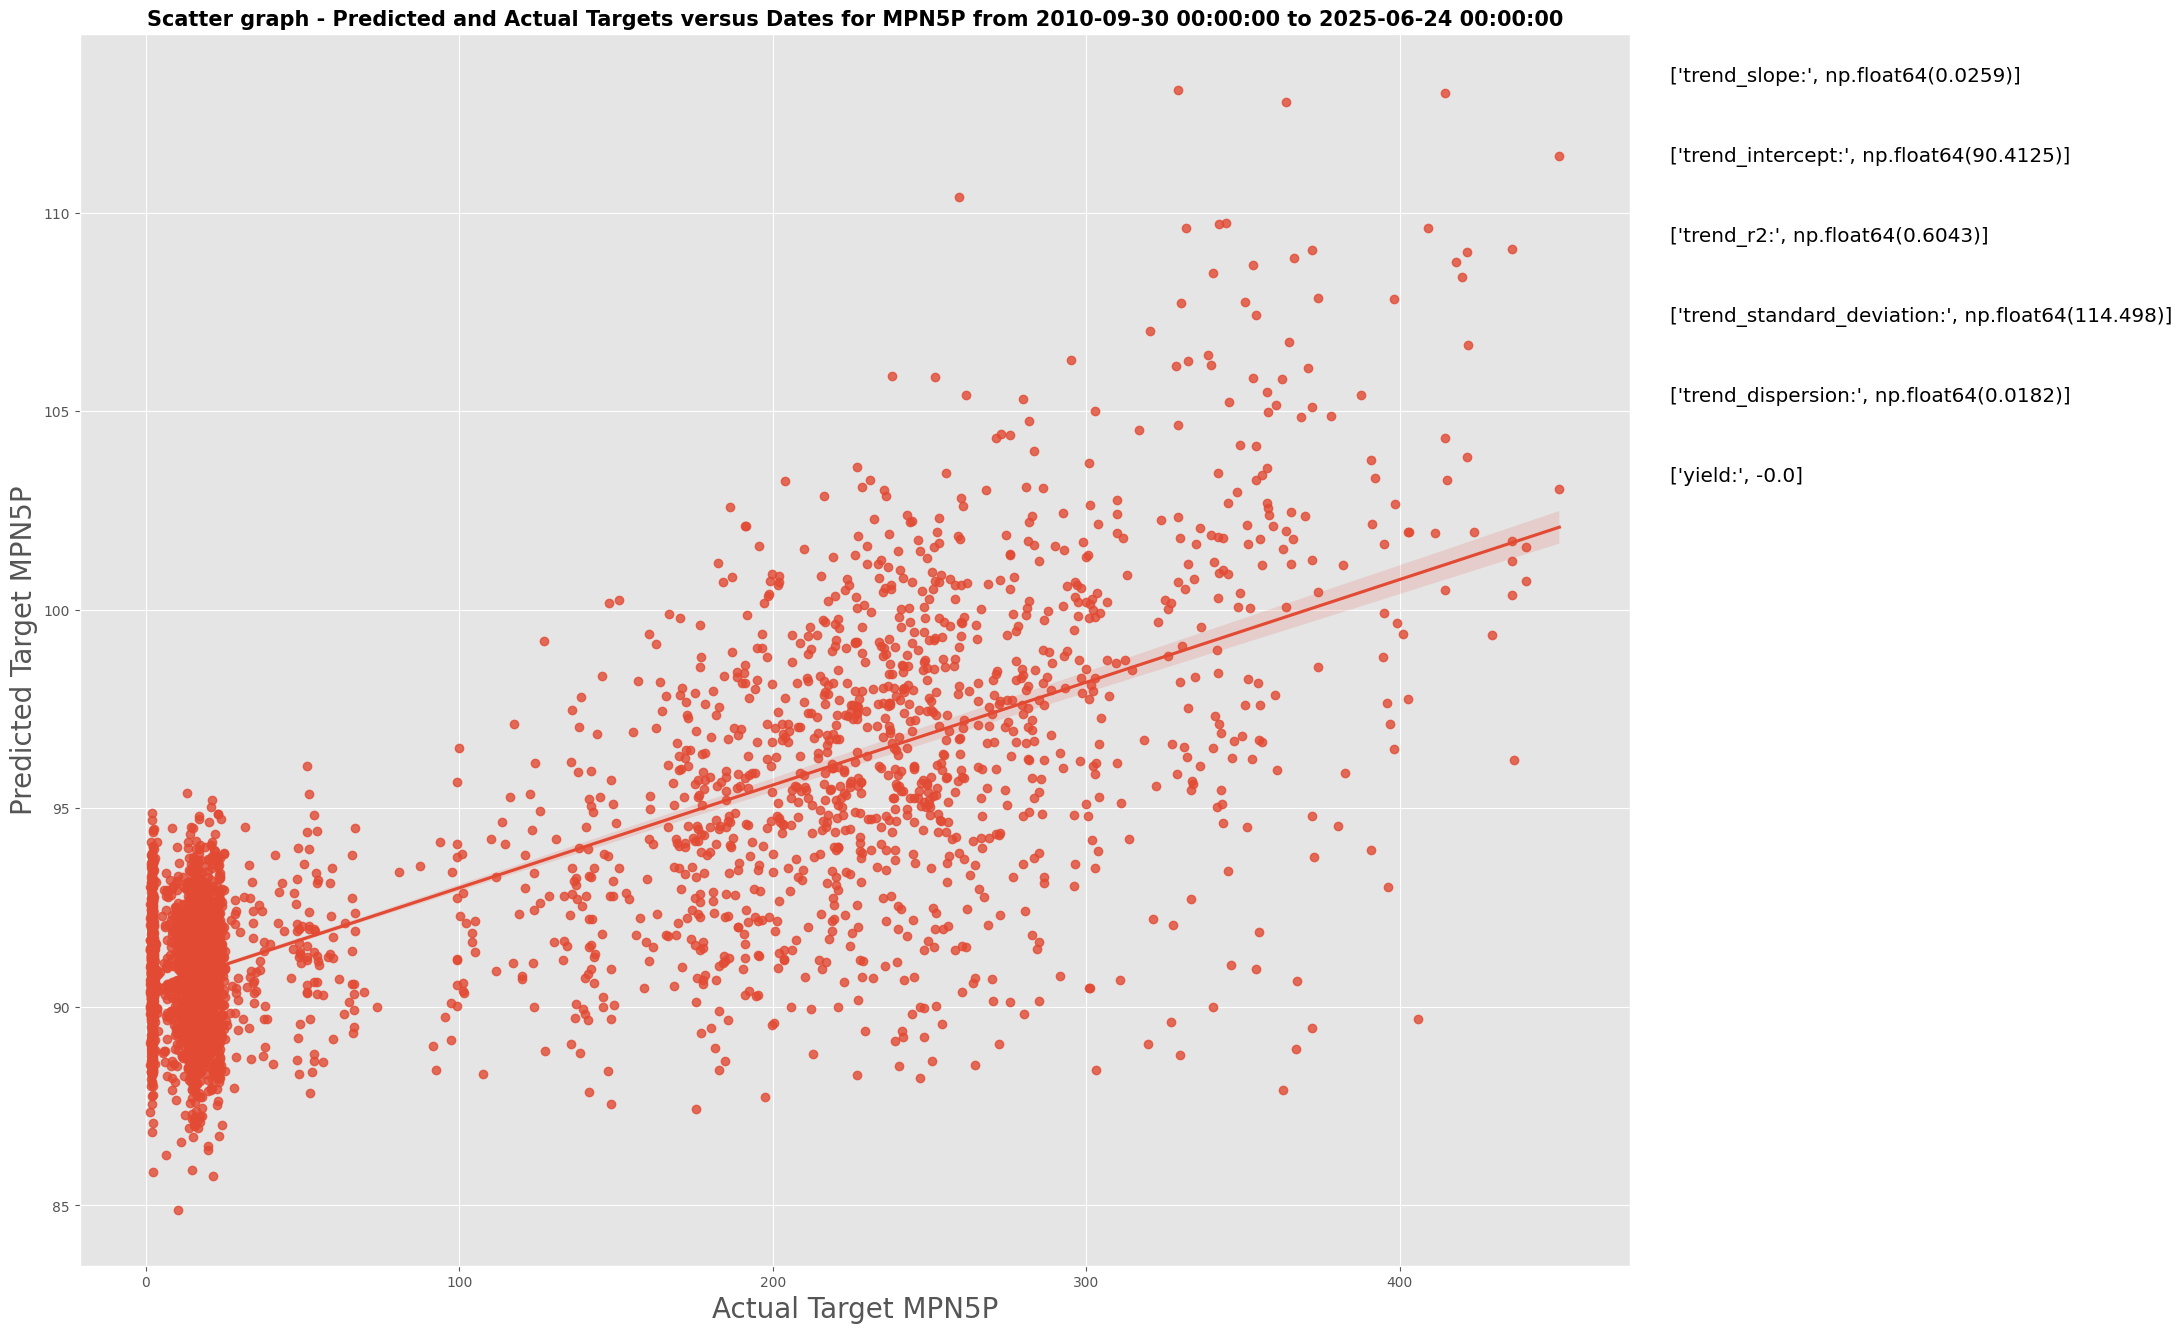 Scatter graph - Predicted and Actual Targets versus Dates for MPN5P from 2010-09-30 00:00:00 to 2025-06-24 00:00:00
['trend_slope:', np.float64(0.0259)]
['trend_intercept:', np.float64(90.4125)]
['trend_r2:', np.float64(0.6043)]
['trend_standard_deviation:', np.float64(114.498)]
['trend_dispersion:', np.float64(0.0182)]
['yield:', -0.0]
Predicted Target MPN5P
110
105
100
95
90
85
0
100
200
300
400
Actual Target MPN5P